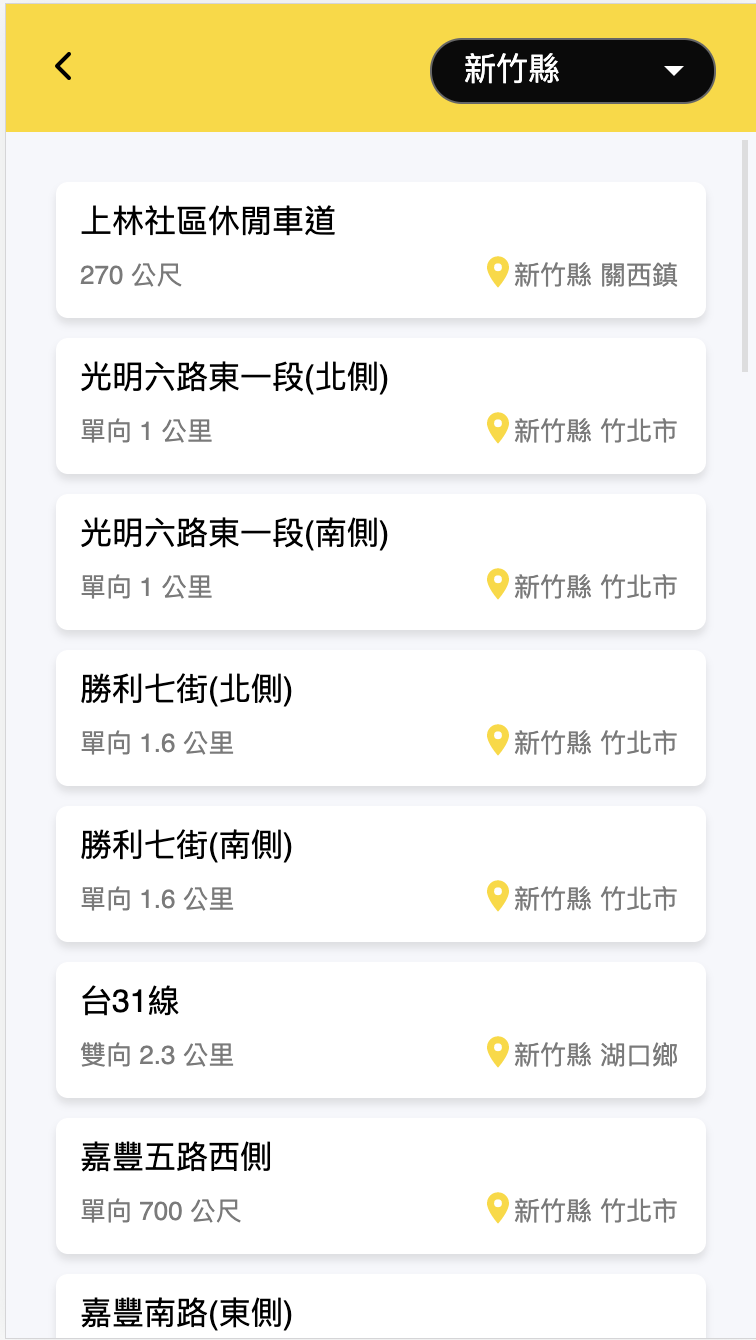 新竹縣
上林社區休閒車道
270 公尺
新竹縣 關西鎮
光明六路東一段(北側)
單向 1 公里
新竹縣 竹北市
光明六路東一段(南側)
單向 1 公里
新竹縣 竹北市
勝利七街(北側)
單向 1.6 公里
新竹縣 竹北市
勝利七街(南側)
單向 1.6 公里
新竹縣 竹北市
台31線
雙向 2.3 公里
新竹縣 湖口鄉
嘉豐五路西側
單向 700 公尺
新竹縣 竹北市
嘉豐南路(東側)